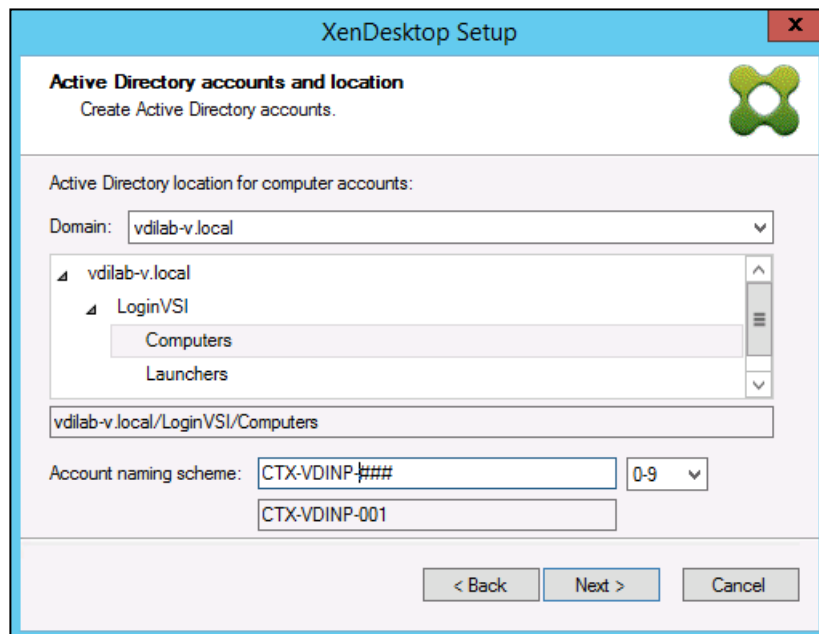 XenDesktop Setup
x
Active Directory accounts and location
Create Active Directory accounts.
Active Directory location for computer accounts:
Domain: vdilab-v.local
vdilab-v.local
LoginVSI
Computers
Launchers
vdilab-v.local/LoginVSI/Computers
Account naming scheme: CTX-VDINP-### 0-9
CTX-VDINP-001
< Back Next > Cancel